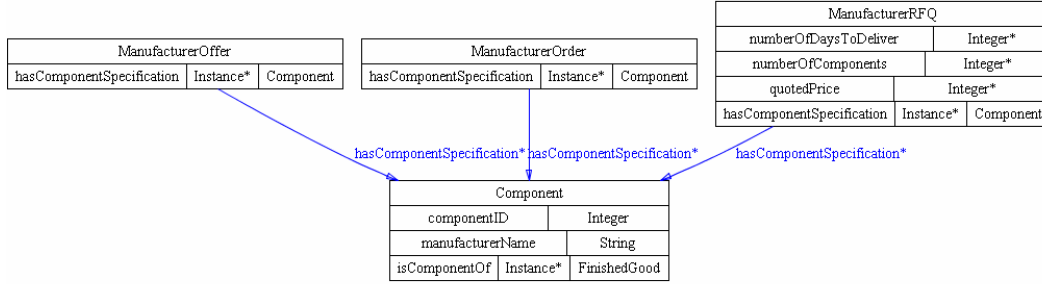 ManufacturerOffer
hasComponentSpecification Instance* Component
ManufacturerOrder
hasComponentSpecification Instance* Component
ManufacturerRFQ
numberOfDaysToDeliver Integer*
numberOfComponents Integer*
quotedPrice Integer*
hasComponentSpecification Instance* Component
hasComponentSpecification* hasComponentSpecification* hasComponentSpecification*
Component
componentID Integer
manufacturerName String
isComponentOf Instance* FinishedGood